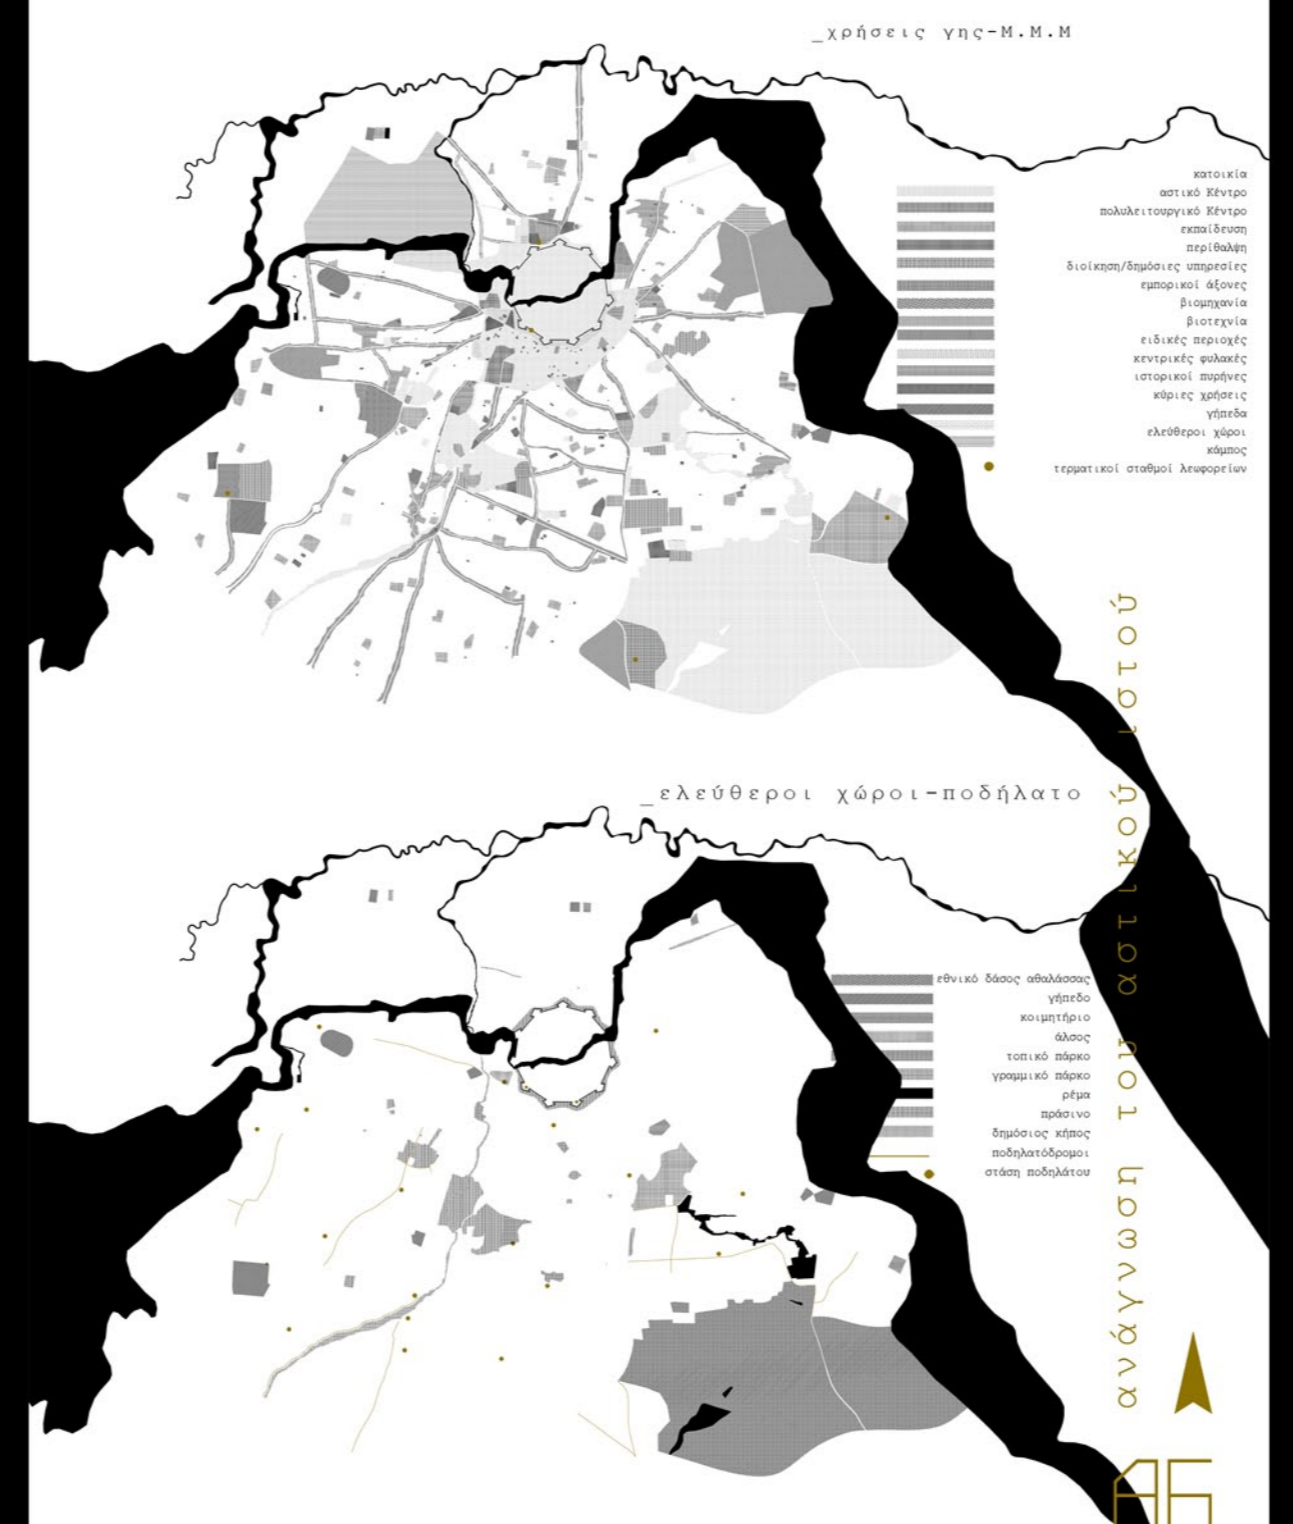 _χρήσεις γης-Μ.Μ.Μ
κατοικία
αστικό Κέντρο
πολυλειτουργικό Κέντρο
εκπαίδευση
περίθαλψη
διοίκηση/δημόσιες υπηρεσίες
εμπορικοί άξονες
βιομηχανία
βιοτεχνία
ειδικές περιοχές
κεντρικές φυλακές
ιστορικοί πυρήνες
κύριες χρήσεις
γήπεδα
ελεύθεροι χώροι
κάμπος
τερματικοί σταθμοί λεωφορείων
_ελεύθεροι χώροι-ποδήλατο
εθνικό δάσος αθαλάσσας
γήπεδο
κοιμητήριο
άλσος
τοπικό πάρκο
γραμμικό πάρκο
ρέμα
πράσινο
δημόσιος κήπος
ποδηλατόδρομοι
στάση ποδηλάτου
ανάγνωση του αστικού ιστού